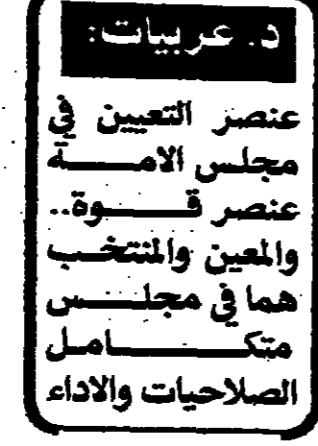 د. عربيات:
عنصر التعيين في
مجلس الامة
عنصر قوة..
والمعين والمنتخب
هما في مجلس
متكامل
الصلاحيات والاداء